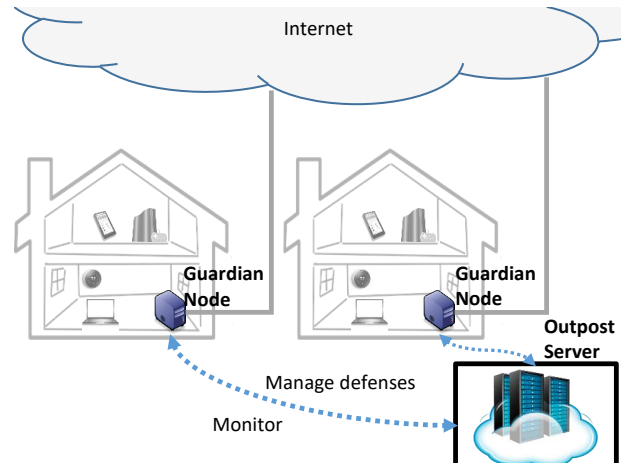 Internet
Guardian
Node
Guardian
Node
Outpost
Server
Manage defenses
Monitor